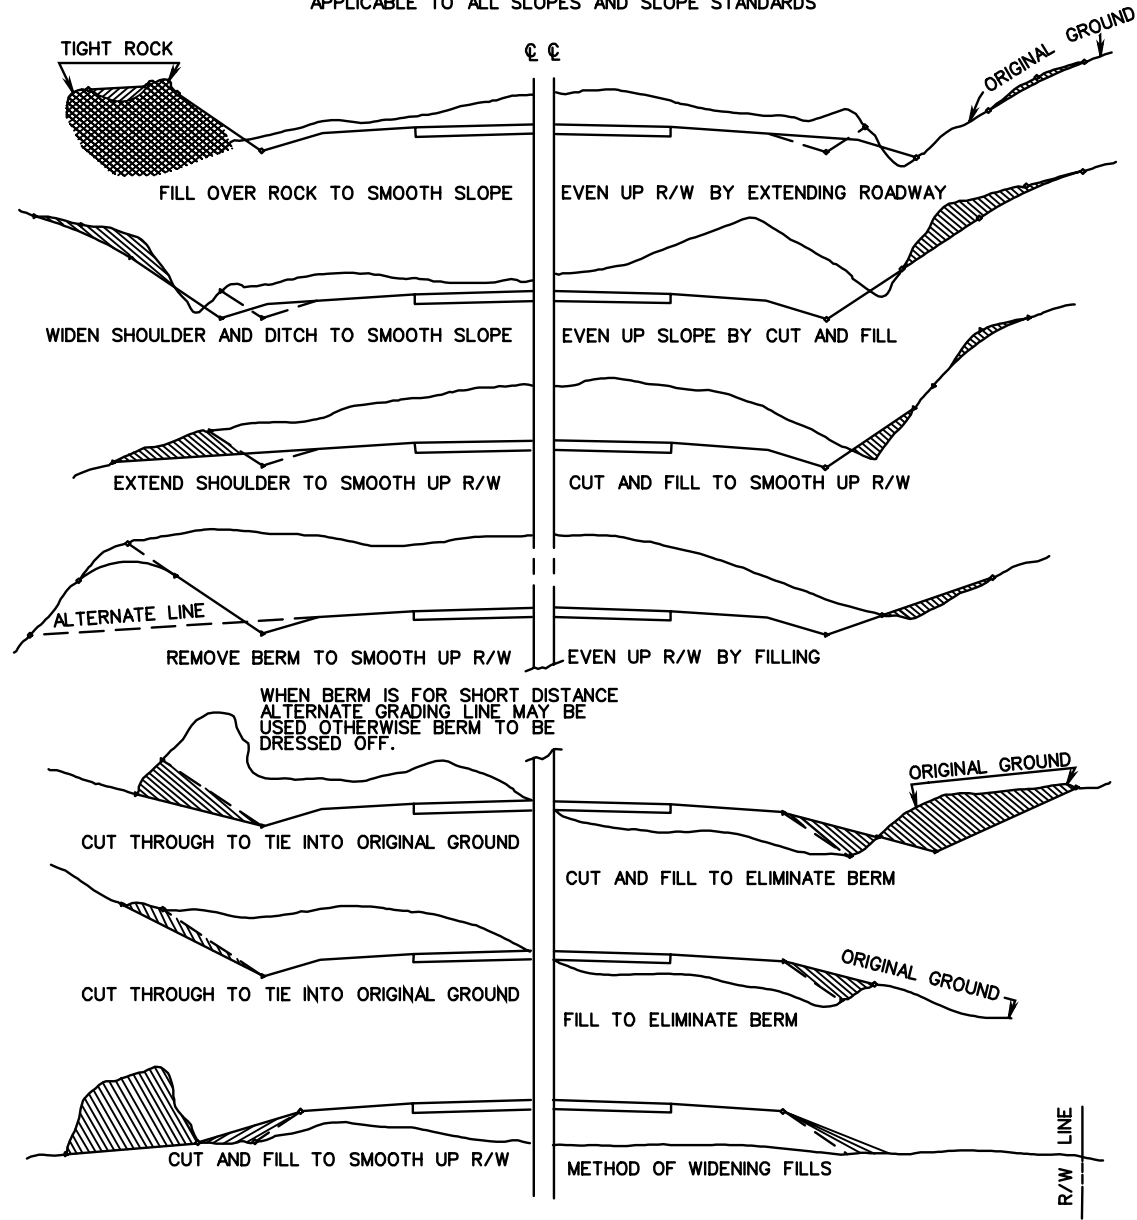 APPLICABLE TO ALL SLOPES AND SLOPE STANDARDS
TIGHT ROCK
℄ ℄
ORIGINAL GROUND
FILL OVER ROCK TO SMOOTH SLOPE
EVEN UP R/W BY EXTENDING ROADWAY
WIDEN SHOULDER AND DITCH TO SMOOTH SLOPE
EVEN UP SLOPE BY CUT AND FILL
EXTEND SHOULDER TO SMOOTH UP R/W
CUT AND FILL TO SMOOTH UP R/W
ALTERNATE LINE
REMOVE BERM TO SMOOTH UP R/W
EVEN UP R/W BY FILLING
WHEN BERM IS FOR SHORT DISTANCE
ALTERNATE GRADING LINE MAY BE
USED OTHERWISE BERM TO BE
DRESSED OFF.
ORIGINAL GROUND
CUT THROUGH TO TIE INTO ORIGINAL GROUND
CUT AND FILL TO ELIMINATE BERM
CUT THROUGH TO TIE INTO ORIGINAL GROUND
ORIGINAL GROUND
FILL TO ELIMINATE BERM
CUT AND FILL TO SMOOTH UP R/W
METHOD OF WIDENING FILLS
R/W LINE